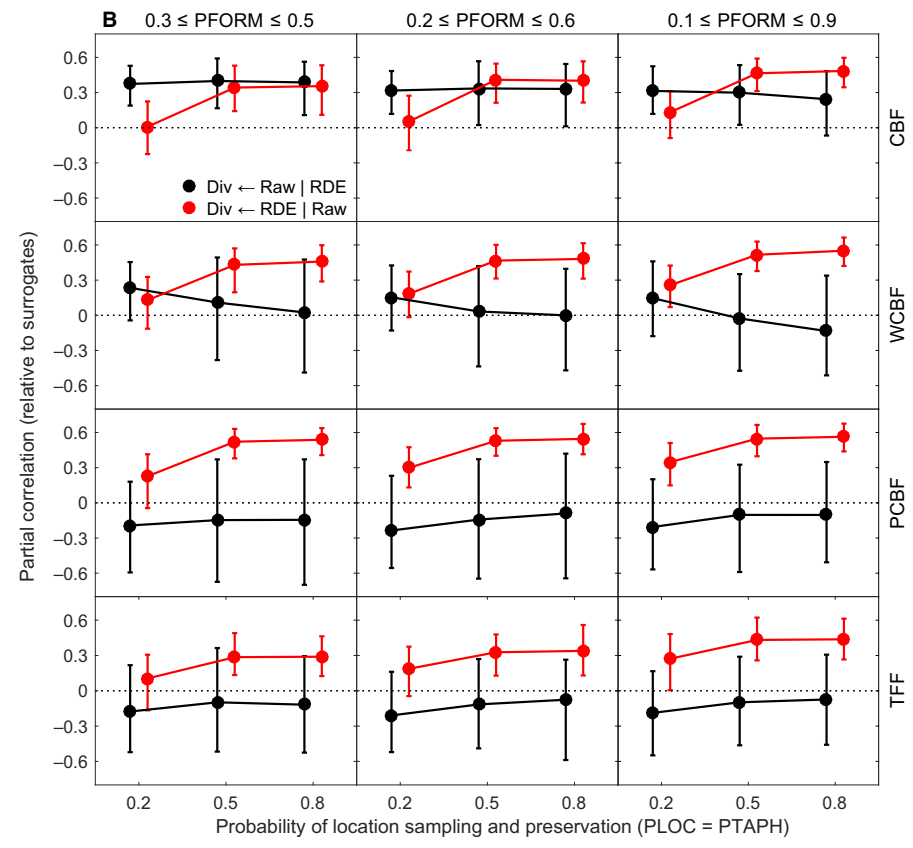 B
0.3 ≤ PFORM ≤ 0.5
0.2 ≤ PFORM ≤ 0.6
0.1 ≤ PFORM ≤ 0.9
Partial correlation (relative to surrogates)
0.6
0.3
0
−0.3
−0.6
Div ← Raw | RDE
Div ← RDE | Raw
CBF
0.6
0.3
0
−0.3
−0.6
WCBF
0.6
0.3
0
−0.3
−0.6
PCBF
0.6
0.3
0
−0.3
−0.6
TFF
0.2 0.5 0.8 0.2 0.5 0.8 0.2 0.5 0.8
Probability of location sampling and preservation (PLOC = PTAPH)